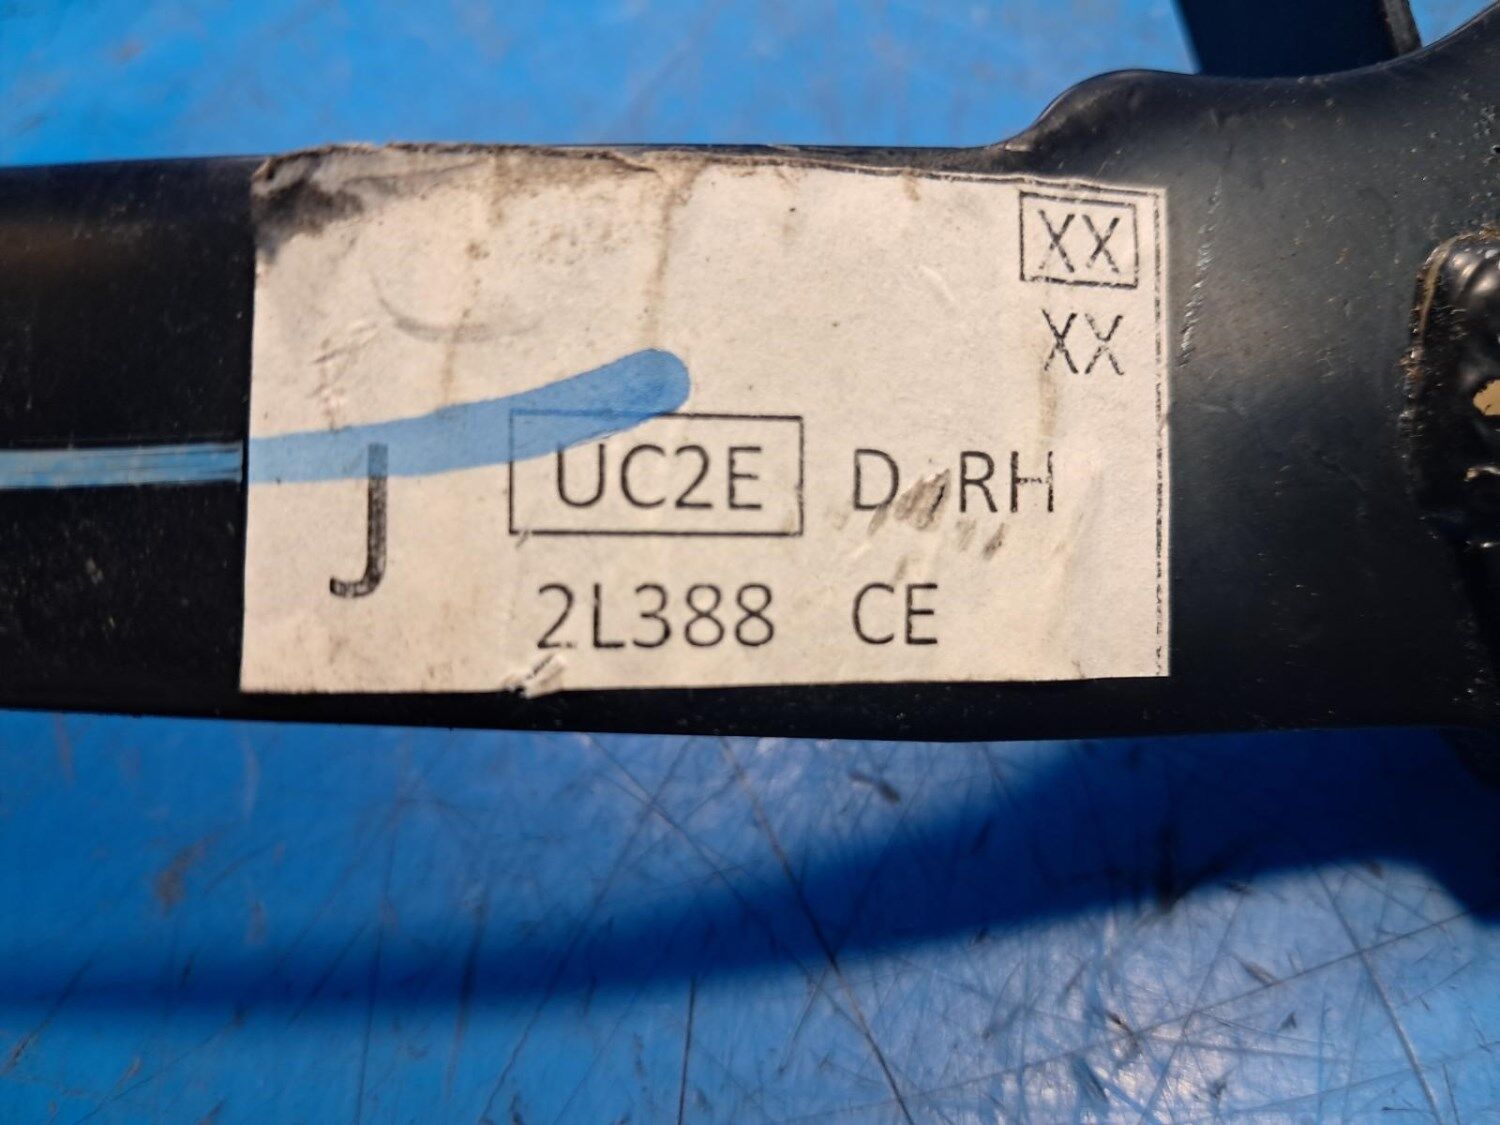 XX
XX
J UC2E D RH
2L388 CE